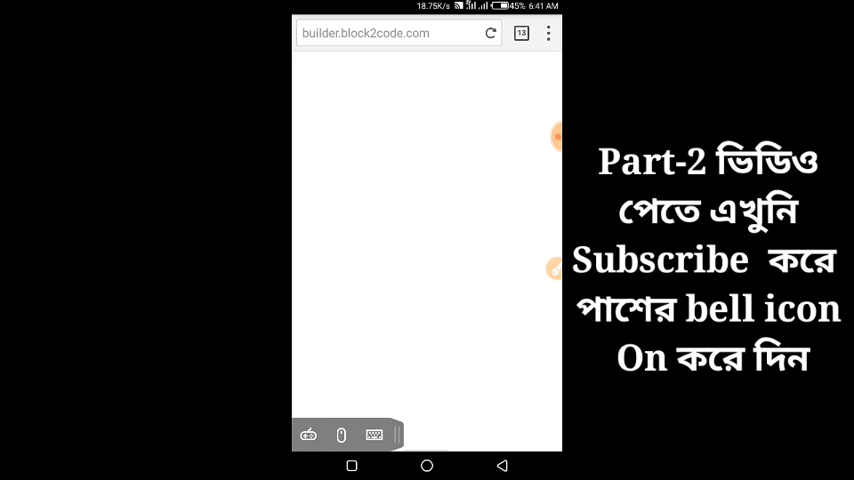 18.75K/s 45% 6:41 AM
builder.block2code.com
13
Part-2 ভিডিও
পেতে এখুনি
Subscribe করে
পাশের bell icon
On করে দিন